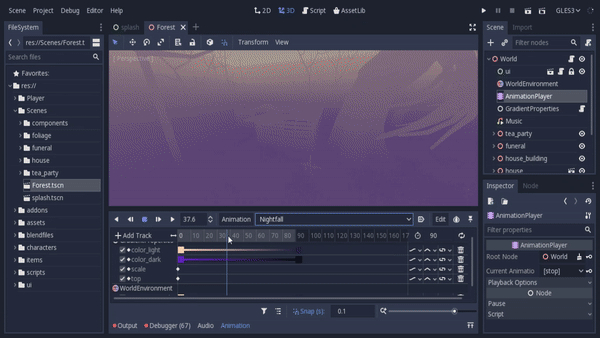 Scene Project Debug Editor Help
2D 3D Script AssetLib
GLES3
FileSystem
res://Scenes/Forest.t
Search files
Favorites:
res://
Player
Scenes
components
foliage
funeral
house
tea_party
Forest.tscn
splash.tscn
addons
assets
blendfiles
characters
items
scripts
ui
splash Forest
Transform View
[ Perspective ]
37.6 Animation Nightfall Edit
Add Track 0 10 20 30 40 50 60 70 80 90 100 110 120 130 140 150 160 17 90
color_light
color_dark
scale
top
WorldEnvironment
Snap (s): 0.1
Output Debugger (67) Audio Animation
Scene Import
Filter nodes
World
ui
WorldEnvironment
AnimationPlayer
GradientProperties
Music
tea_party
funeral
house_building
house
Inspector Node
AnimationPlayer
Filter properties
AnimationPlayer
Root Node World
Current Animatio [stop]
Playback Options
Node
Pause
Script